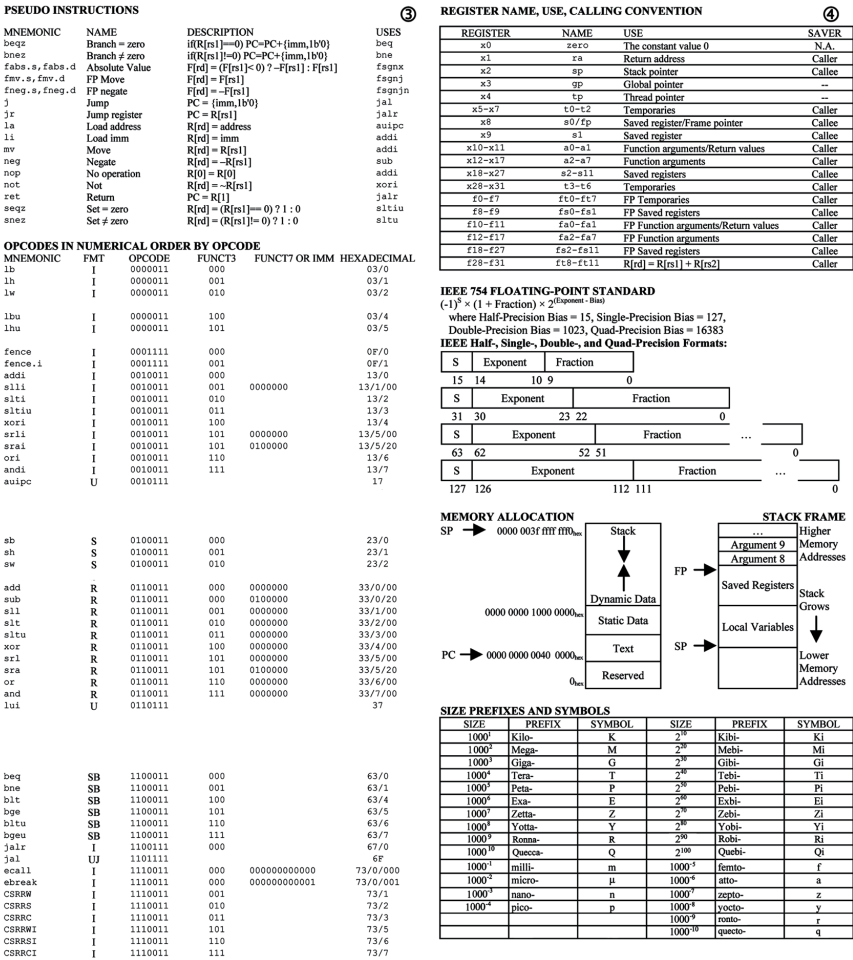 PSEUDO INSTRUCTIONS ③
MNEMONIC NAME DESCRIPTION USES
beqz Branch = zero if(R[rs1]==0) PC=PC+{imm,1b'0} beq
bnez Branch ≠ zero if(R[rs1]!=0) PC=PC+{imm,1b'0} bne
fabs.s,fabs.d Absolute Value F[rd] = (F[rs1]< 0) ? –F[rs1] : F[rs1] fsgnx
fmv.s,fmv.d FP Move F[rd] = F[rs1] fsgnj
fneg.s,fneg.d FP negate F[rd] = –F[rs1] fsgnjn
j Jump PC = {imm,1b'0} jal
jr Jump register PC = R[rs1] jalr
la Load address R[rd] = address auipc
li Load imm R[rd] = imm addi
mv Move R[rd] = R[rs1] addi
neg Negate R[rd] = –R[rs1] sub
nop No operation R[0] = R[0] addi
not Not R[rd] = ~R[rs1] xori
ret Return PC = R[1] jalr
seqz Set = zero R[rd] = (R[rs1]== 0) ? 1 : 0 sltiu
snez Set ≠ zero R[rd] = (R[rs1]!= 0) ? 1 : 0 sltu
OPCODES IN NUMERICAL ORDER BY OPCODE
MNEMONIC FMT OPCODE FUNCT3 FUNCT7 OR IMM HEXADECIMAL
lb I 0000011 000 03/0
lh I 0000011 001 03/1
lw I 0000011 010 03/2
lbu I 0000011 100 03/4
lhu I 0000011 101 03/5
fence I 0001111 000 0F/0
fence.i I 0001111 001 0F/1
addi I 0010011 000 13/0
slli I 0010011 001 0000000 13/1/00
slti I 0010011 010 13/2
sltiu I 0010011 011 13/3
xori I 0010011 100 13/4
srli I 0010011 101 0000000 13/5/00
srai I 0010011 101 0100000 13/5/20
ori I 0010011 110 13/6
andi I 0010011 111 13/7
auipc U 0010111 17
sb S 0100011 000 23/0
sh S 0100011 001 23/1
sw S 0100011 010 23/2
add R 0110011 000 0000000 33/0/00
sub R 0110011 000 0100000 33/0/20
sll R 0110011 001 0000000 33/1/00
slt R 0110011 010 0000000 33/2/00
sltu R 0110011 011 0000000 33/3/00
xor R 0110011 100 0000000 33/4/00
srl R 0110011 101 0000000 33/5/00
sra R 0110011 101 0100000 33/5/20
or R 0110011 110 0000000 33/6/00
and R 0110011 111 0000000 33/7/00
lui U 0110111 37
beq SB 1100011 000 63/0
bne SB 1100011 001 63/1
blt SB 1100011 100 63/4
bge SB 1100011 101 63/5
bltu SB 1100011 110 63/6
bgeu SB 1100011 111 63/7
jalr I 1100111 000 67/0
jal UJ 1101111 6F
ecall I 1110011 000 000000000000 73/0/000
ebreak I 1110011 000 000000000001 73/0/001
CSRRW I 1110011 001 73/1
CSRRS I 1110011 010 73/2
CSRRC I 1110011 011 73/3
CSRRWI I 1110011 101 73/5
CSRRSI I 1110011 110 73/6
CSRRCI I 1110011 111 73/7
REGISTER NAME, USE, CALLING CONVENTION ④
REGISTER NAME USE SAVER
x0 zero The constant value 0 N.A.
x1 ra Return address Caller
x2 sp Stack pointer Callee
x3 gp Global pointer --
x4 tp Thread pointer --
x5-x7 t0-t2 Temporaries Caller
x8 s0/fp Saved register/Frame pointer Callee
x9 s1 Saved register Callee
x10-x11 a0-a1 Function arguments/Return values Caller
x12-x17 a2-a7 Function arguments Caller
x18-x27 s2-s11 Saved registers Callee
x28-x31 t3-t6 Temporaries Caller
f0-f7 ft0-ft7 FP Temporaries Caller
f8-f9 fs0-fs1 FP Saved registers Callee
f10-f11 fa0-fa1 FP Function arguments/Return values Caller
f12-f17 fa2-fa7 FP Function arguments Caller
f18-f27 fs2-fs11 FP Saved registers Callee
f28-f31 ft8-ft11 R[rd] = R[rs1] + R[rs2] Caller
IEEE 754 FLOATING-POINT STANDARD
(-1)^S × (1 + Fraction) × 2^(Exponent - Bias)
where Half-Precision Bias = 15, Single-Precision Bias = 127,
Double-Precision Bias = 1023, Quad-Precision Bias = 16383
IEEE Half-, Single-, Double-, and Quad-Precision Formats:
S Exponent Fraction
15 14 10 9 0
S Exponent Fraction
31 30 23 22 0
S Exponent Fraction ...
63 62 52 51 0
S Exponent Fraction ...
127 126 112 111 0
MEMORY ALLOCATION
SP 0000 003f ffff fff0hex Stack
Dynamic Data
0000 0000 1000 0000hex
Static Data
PC 0000 0000 0040 0000hex Text
Reserved
0hex
STACK FRAME
... Higher
Argument 9 Memory
Argument 8 Addresses
FP
Saved Registers
Stack
Grows
Local Variables
SP
Lower
Memory
Addresses
SIZE PREFIXES AND SYMBOLS
SIZE PREFIX SYMBOL SIZE PREFIX SYMBOL
1000^1 Kilo- K 2^10 Kibi- Ki
1000^2 Mega- M 2^20 Mebi- Mi
1000^3 Giga- G 2^30 Gibi- Gi
1000^4 Tera- T 2^40 Tebi- Ti
1000^5 Peta- P 2^50 Pebi- Pi
1000^6 Exa- E 2^60 Exbi- Ei
1000^7 Zetta- Z 2^70 Zebi- Zi
1000^8 Yotta- Y 2^80 Yobi- Yi
1000^9 Ronna- R 2^90 Robi- Ri
1000^10 Quecca- Q 2^100 Quebi- Qi
1000^-1 milli- m 1000^-5 femto- f
1000^-2 micro- μ 1000^-6 atto- a
1000^-3 nano- n 1000^-7 zepto- z
1000^-4 pico- p 1000^-8 yocto- y
1000^-9 ronto- r
1000^-10 quecto- q